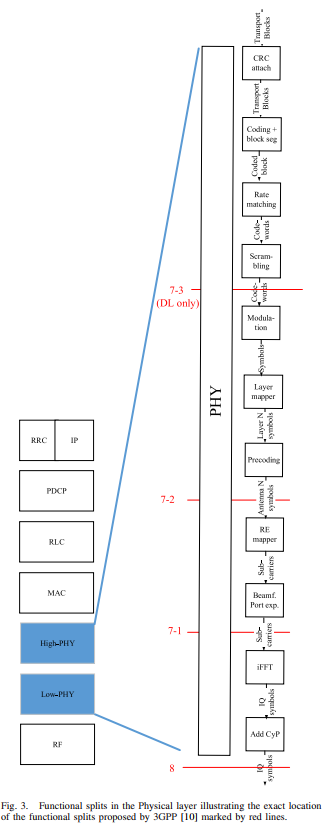 Transport
Blocks
CRC
attach
Transport
Blocks
Coding +
block seg
Coded
block
Rate
matching
Code-
words
Scram-
bling
7-3
(DL only)
Code-
words
Modula-
tion
Symbols
Layer
mapper
PHY
Layer N
symbols
RRC
IP
Precoding
PDCP
7-2
Antenna N
symbols
RE
mapper
RLC
Sub-
carriers
MAC
Beamf.
Port exp.
7-1
Sub-
carriers
High-PHY
iFFT
Low-PHY
IQ
symbols
Add CyP
RF
8
IQ
symbols
Fig. 3. Functional splits in the Physical layer illustrating the exact location
of the functional splits proposed by 3GPP [10] marked by red lines.